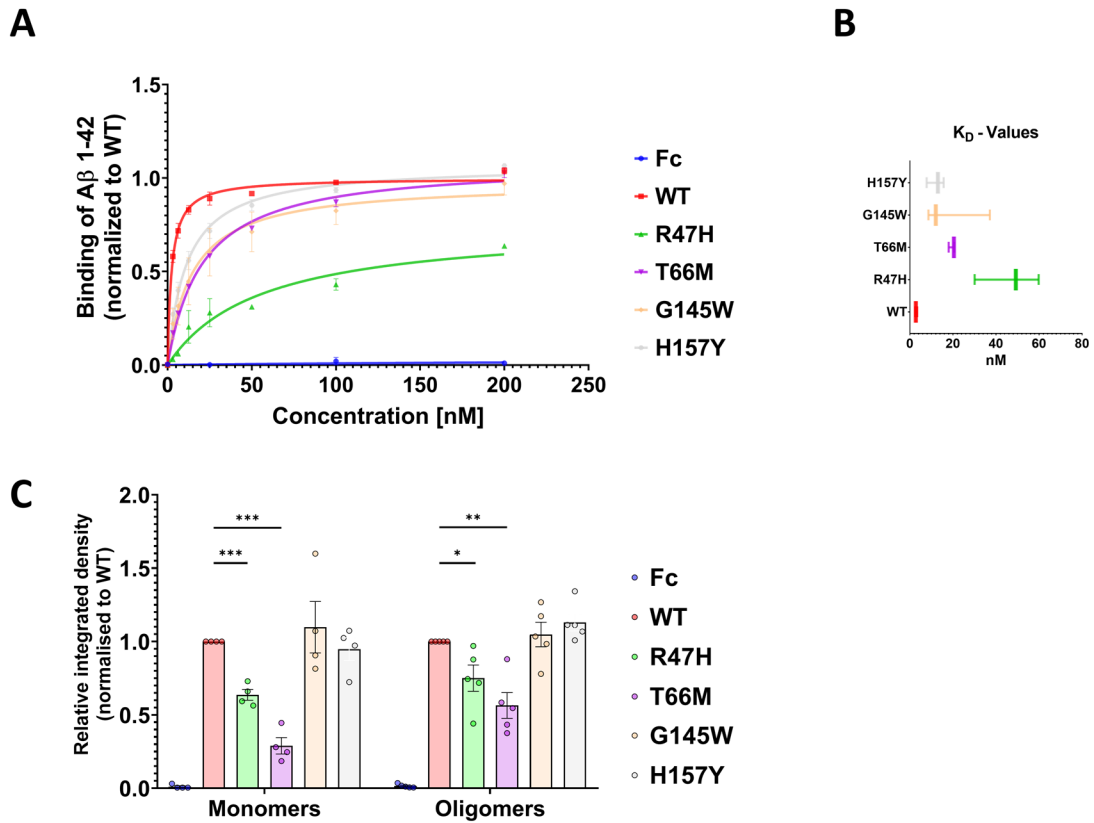 A
B
1.5
1.0
0.5
0.0
0
50
100
150
200
250
Binding of Aβ 1-42
(normalized to WT)
Concentration [nM]
Fc
WT
R47H
T66M
G145W
H157Y
KD - Values
H157Y
G145W
T66M
R47H
WT
0
20
40
60
80
nM
C
2.0
1.5
1.0
0.5
0.0
Relative integrated density
(normalised to WT)
***
***
**
*
Monomers
Oligomers
Fc
WT
R47H
T66M
G145W
H157Y